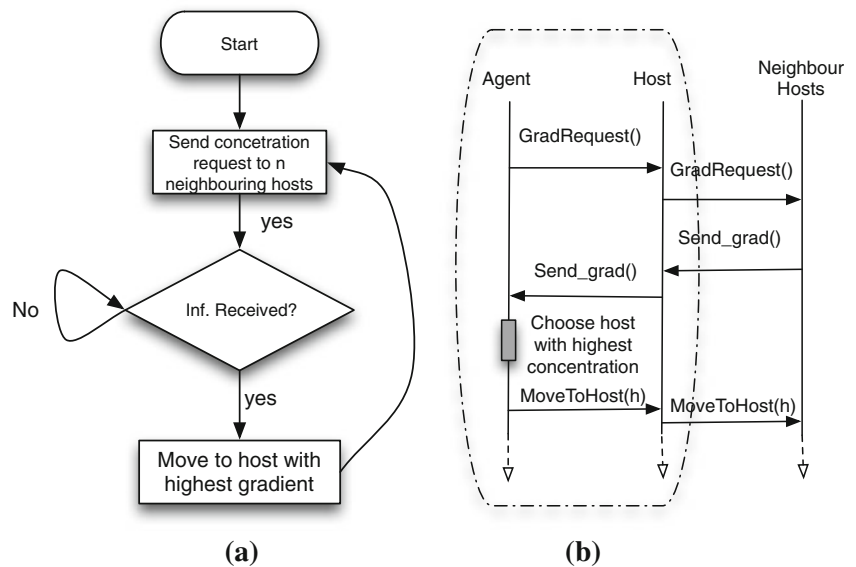 Start
Send concetration
request to n
neighbouring hosts
yes
No
Inf. Received?
yes
Move to host with
highest gradient
(a)
Agent
Host
Neighbour
Hosts
GradRequest()
GradRequest()
Send_grad()
Send_grad()
Choose host
with highest
concentration
MoveToHost(h)
MoveToHost(h)
(b)